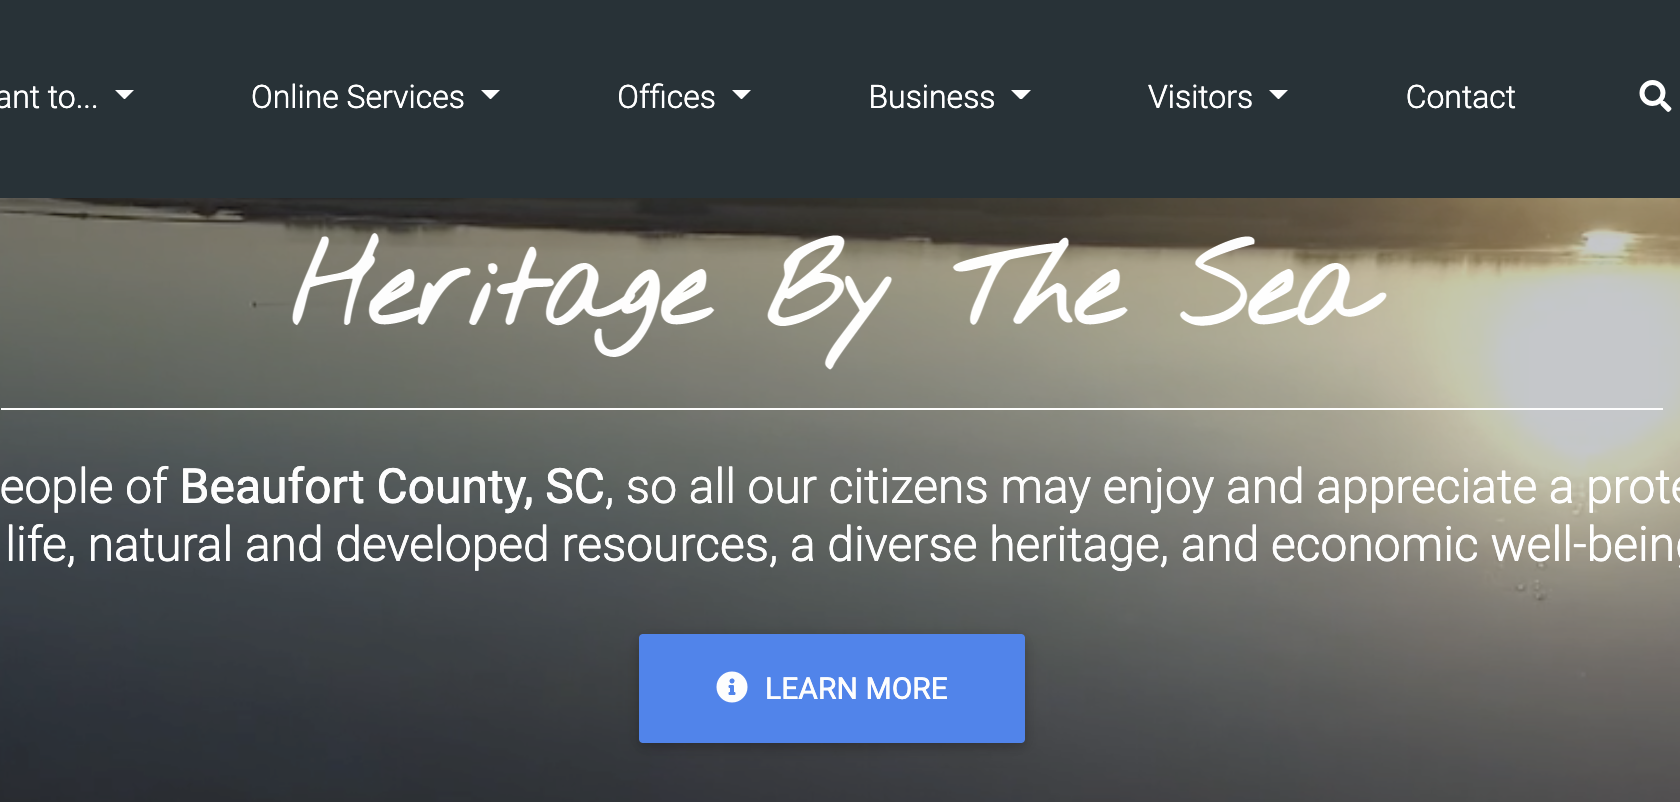 ant to...
Online Services
Offices
Business
Visitors
Contact
Heritage By The Sea
eople of Beaufort County, SC, so all our citizens may enjoy and appreciate a prote
life, natural and developed resources, a diverse heritage, and economic well-being
LEARN MORE